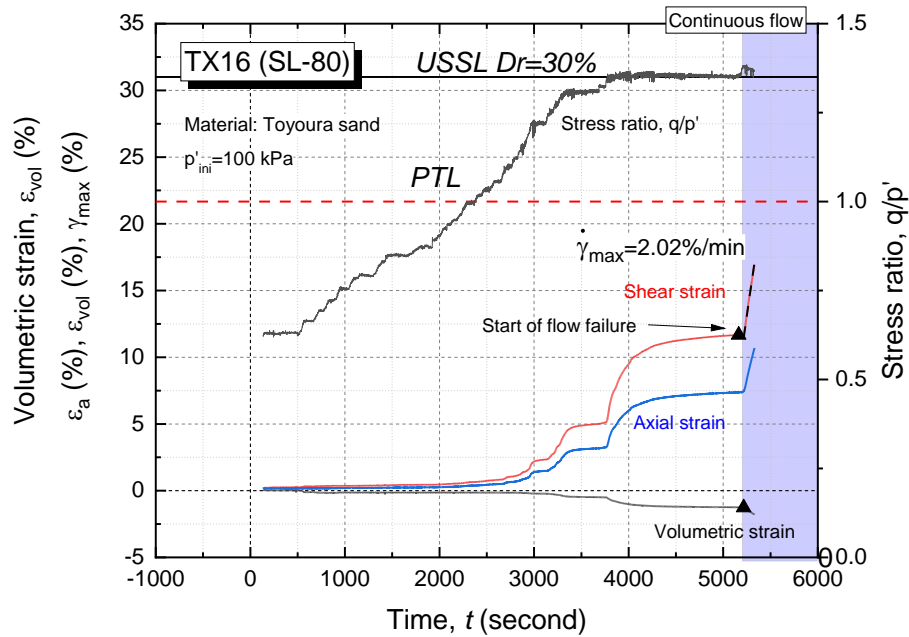 Continuous flow
TX16 (SL-80)
USSL Dr=30%
Material: Toyoura sand
p'ini=100 kPa
Stress ratio, q/p'
PTL
γ̇max=2.02%/min
Shear strain
Start of flow failure
Axial strain
Volumetric strain
35
30
25
20
15
10
5
0
-5
1.5
1.0
0.5
0.0
-1000 0 1000 2000 3000 4000 5000 6000
Time, t (second)
Volumetric strain, εvol (%)
εa (%), εvol (%), γmax (%)
Stress ratio, q/p'